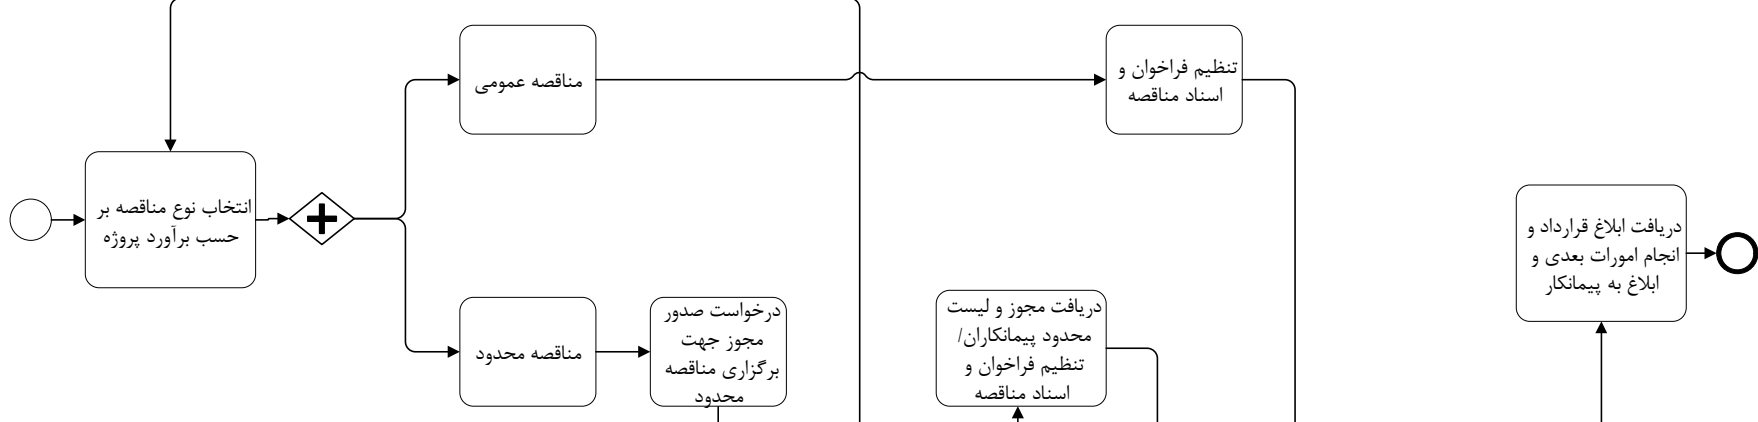 انتخاب نوع مناقصه بر
حسب برآورد پروژه
مناقصه عمومی
مناقصه محدود
درخواست صدور
مجوز جهت
برگزاری مناقصه
محدود
تنظیم فراخوان و
اسناد مناقصه
دریافت مجوز و لیست
محدود پیمانکاران/
تنظیم فراخوان و
اسناد مناقصه
دریافت ابلاغ قرارداد و
انجام امورات بعدی و
ابلاغ به پیمانکار